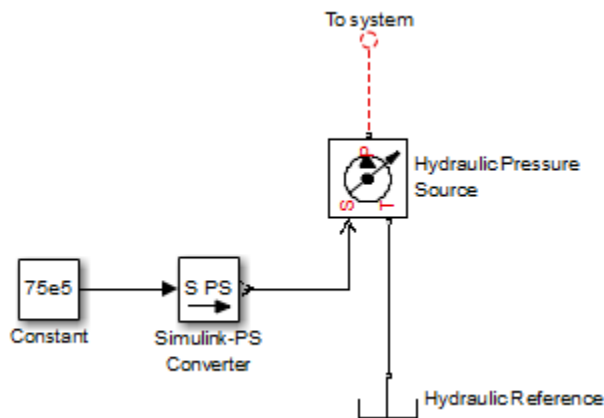 To system
P
Hydraulic Pressure
Source
S
T
75e5
S PS
Constant
Simulink-PS
Converter
Hydraulic Reference